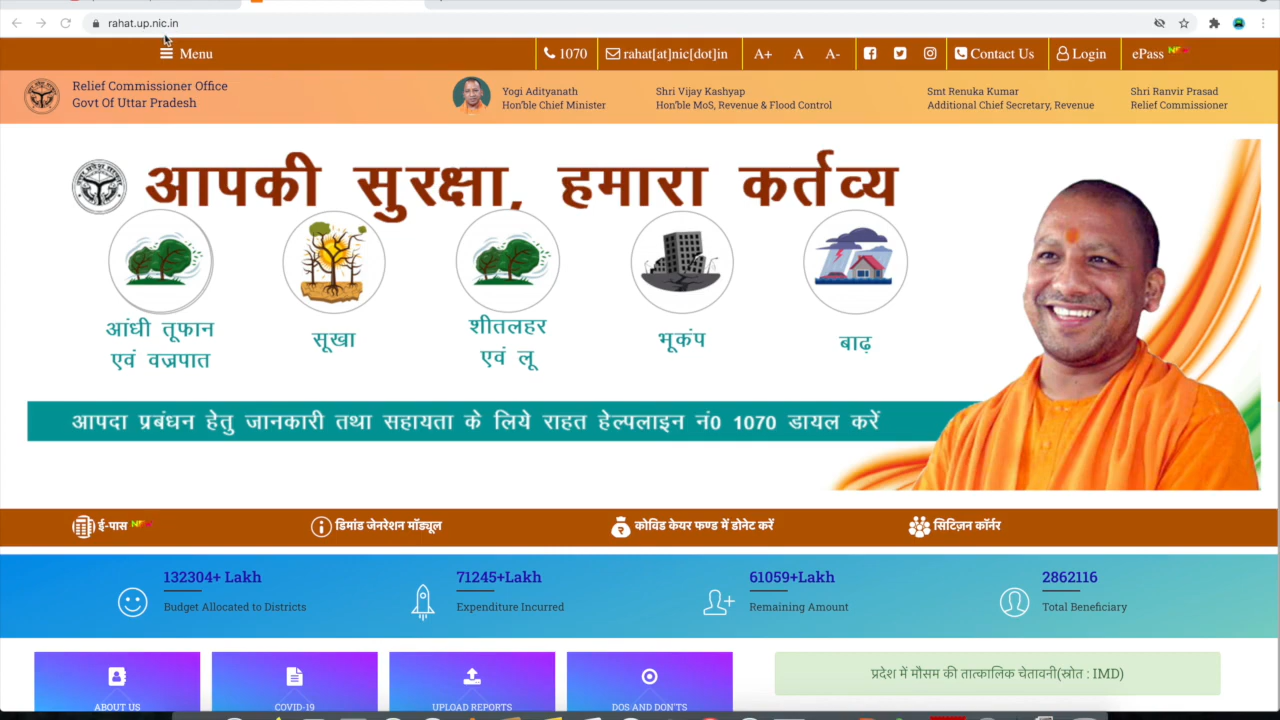 rahat.up.nic.in
Menu
1070
rahat[at]nic[dot]in
A+
A
A-
Contact Us
Login
ePass
Relief Commissioner Office
Govt Of Uttar Pradesh
Yogi Adityanath
Hon'ble Chief Minister
Shri Vijay Kashyap
Hon'ble MoS, Revenue & Flood Control
Smt Renuka Kumar
Additional Chief Secretary, Revenue
Shri Ranvir Prasad
Relief Commissioner
आपकी सुरक्षा, हमारा कर्तव्य
आंधी तूफान
एवं वज्रपात
सूखा
शीतलहर
एवं लू
भूकंप
बाढ़
आपदा प्रबंधन हेतु जानकारी तथा सहायता के लिये राहत हेल्पलाइन नं0 1070 डायल करें
ई-पास
डिमांड जेनरेशन मॉड्यूल
कोविड केयर फण्ड में डोनेट करें
सिटिज़न कॉर्नर
132304+ Lakh
Budget Allocated to Districts
71245+Lakh
Expenditure Incurred
61059+Lakh
Remaining Amount
2862116
Total Beneficiary
ABOUT US
COVID-19
UPLOAD REPORTS
DOS AND DON'TS
प्रदेश में मौसम की तात्कालिक चेतावनी(स्रोत : IMD)